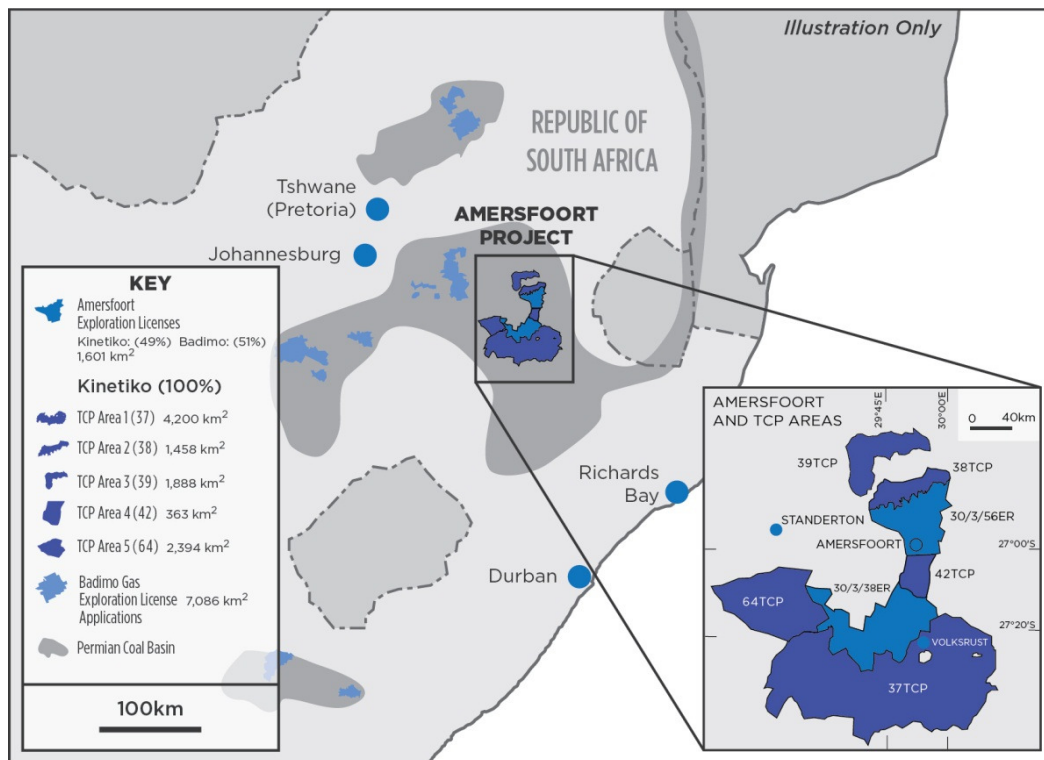 Illustration Only
REPUBLIC OF
SOUTH AFRICA
Tshwane
(Pretoria)
Johannesburg
AMERSFOORT
PROJECT
Richards
Bay
Durban
KEY
Amersfoort
Exploration Licenses
Kinetiko: (49%) Badimo: (51%)
1,601 km²
Kinetiko (100%)
TCP Area 1 (37) 4,200 km²
TCP Area 2 (38) 1,458 km²
TCP Area 3 (39) 1,888 km²
TCP Area 4 (42) 363 km²
TCP Area 5 (64) 2,394 km²
Badimo Gas
Exploration License 7,086 km²
Applications
Permian Coal Basin
100km
AMERSFOORT
AND TCP AREAS
29°45'E
30°00'E
0 40km
39TCP
38TCP
30/3/56ER
STANDERTON
AMERSFOORT
27°00'S
42TCP
30/3/38ER
64TCP
27°20'S
VOLKSRUST
37TCP